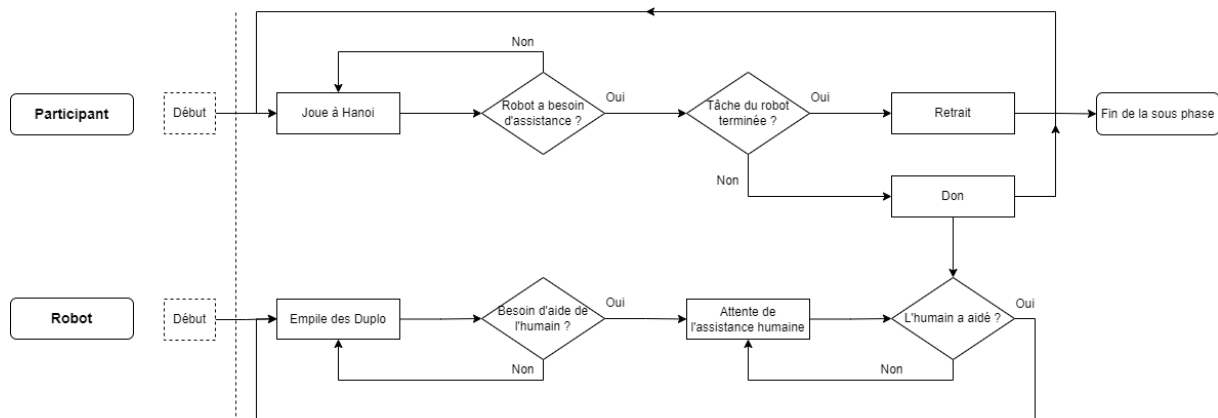 Non
Participant
Début
Joue à Hanoi
Robot a besoin
d'assistance ?
Oui
Tâche du robot
terminée ?
Oui
Retrait
Fin de la sous phase
Non
Don
Robot
Début
Empile des Duplo
Besoin d'aide de
l'humain ?
Oui
Attente de
l'assistance humaine
L'humain a aidé ?
Oui
Non
Non